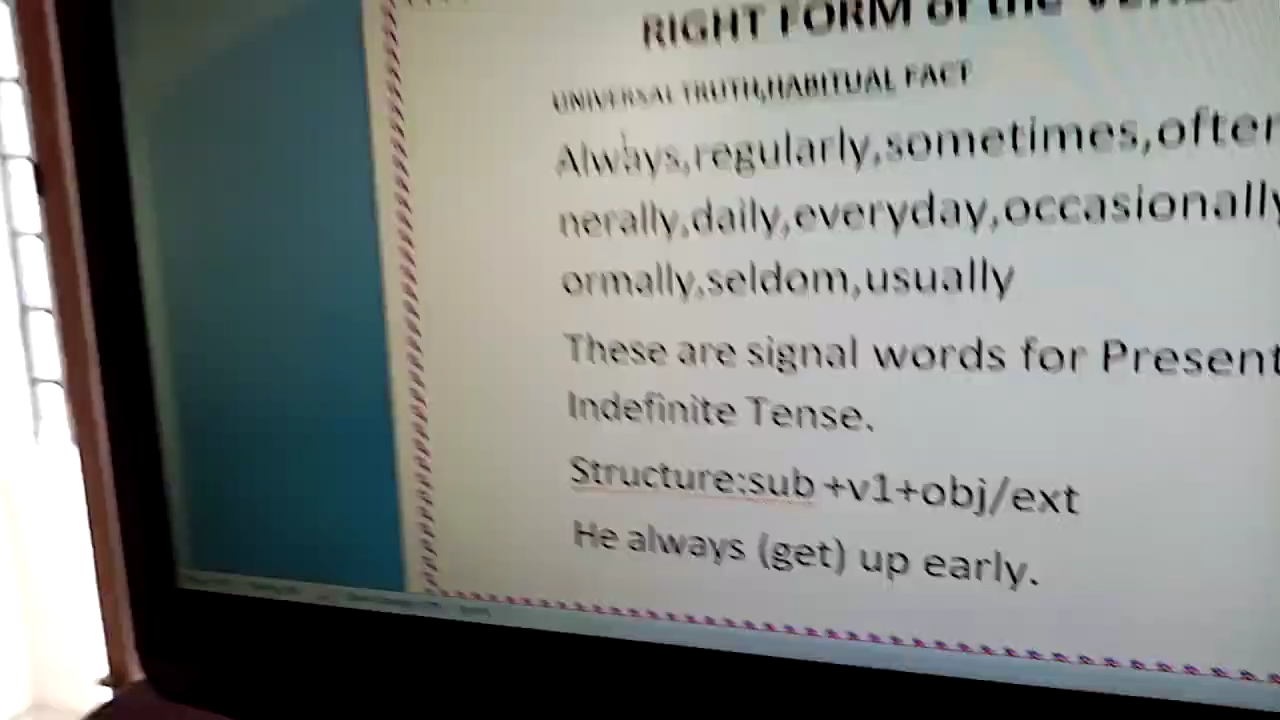 RIGHT FORM of the VERB
UNIVERSAL TRUTH,HABITUAL FACT
Always,regularly,sometimes,often
nerally,daily,everyday,occasionally
ormally,seldom,usually
These are signal words for Present
Indefinite Tense.
Structure:sub +v1+obj/ext
He always (get) up early.